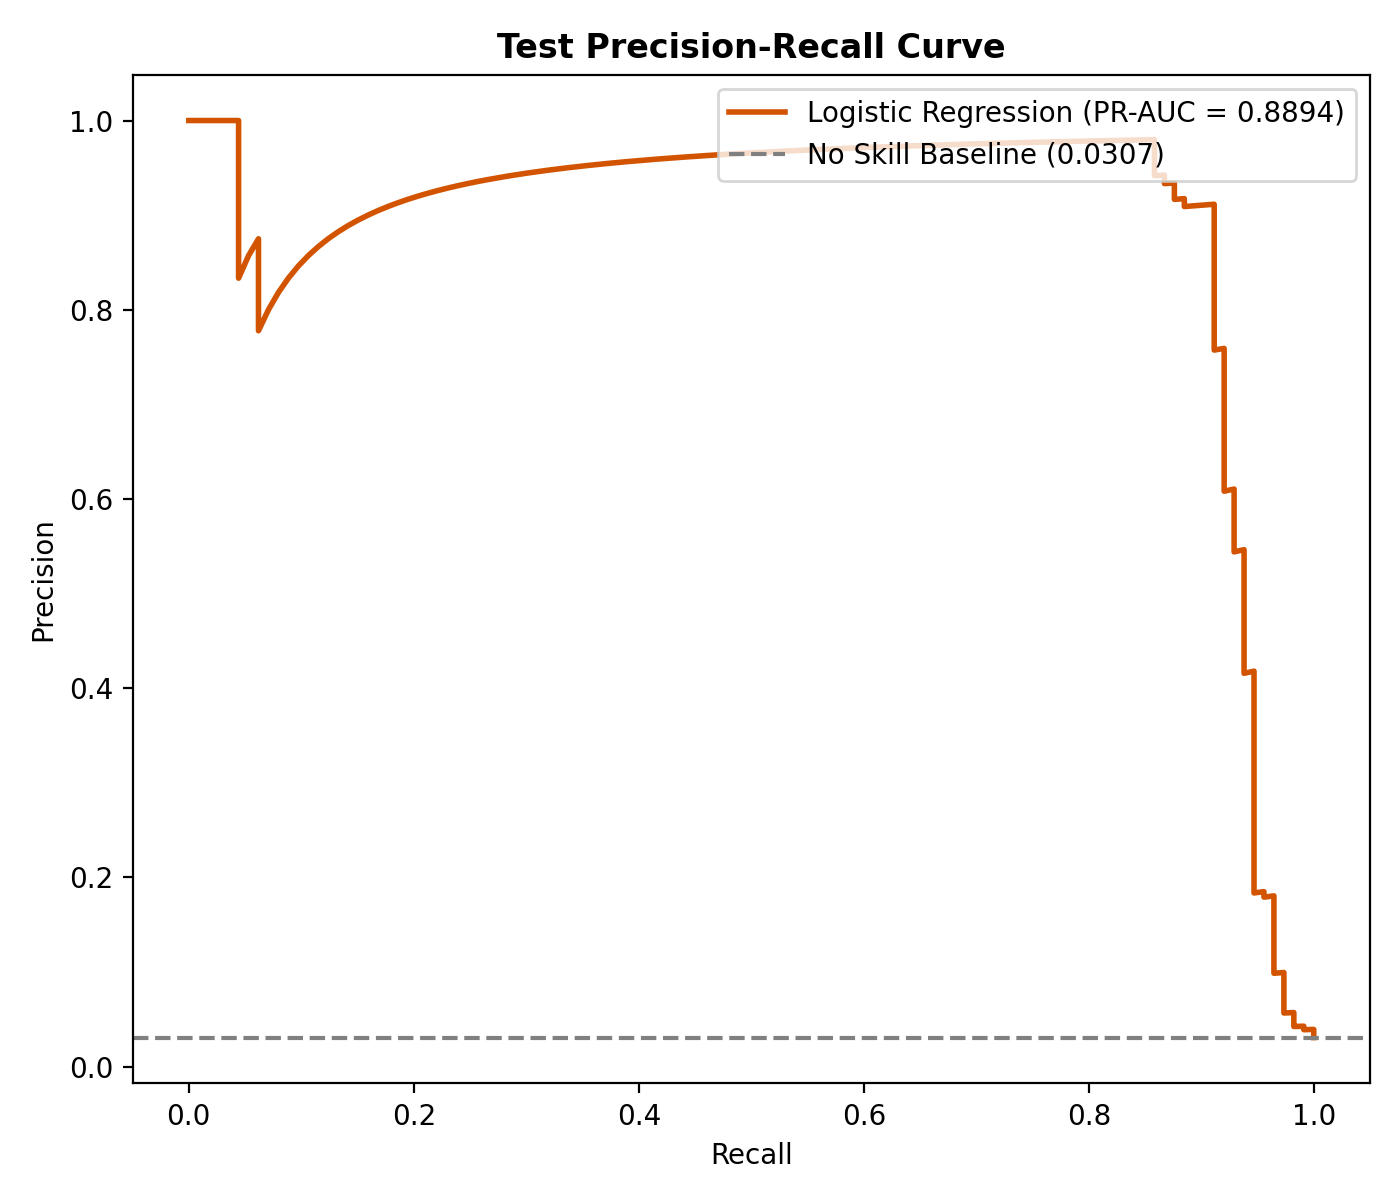 Test Precision-Recall Curve
Logistic Regression (PR-AUC = 0.8894)
No Skill Baseline (0.0307)
1.0
0.8
0.6
0.4
0.2
0.0
Precision
0.0 0.2 0.4 0.6 0.8 1.0
Recall